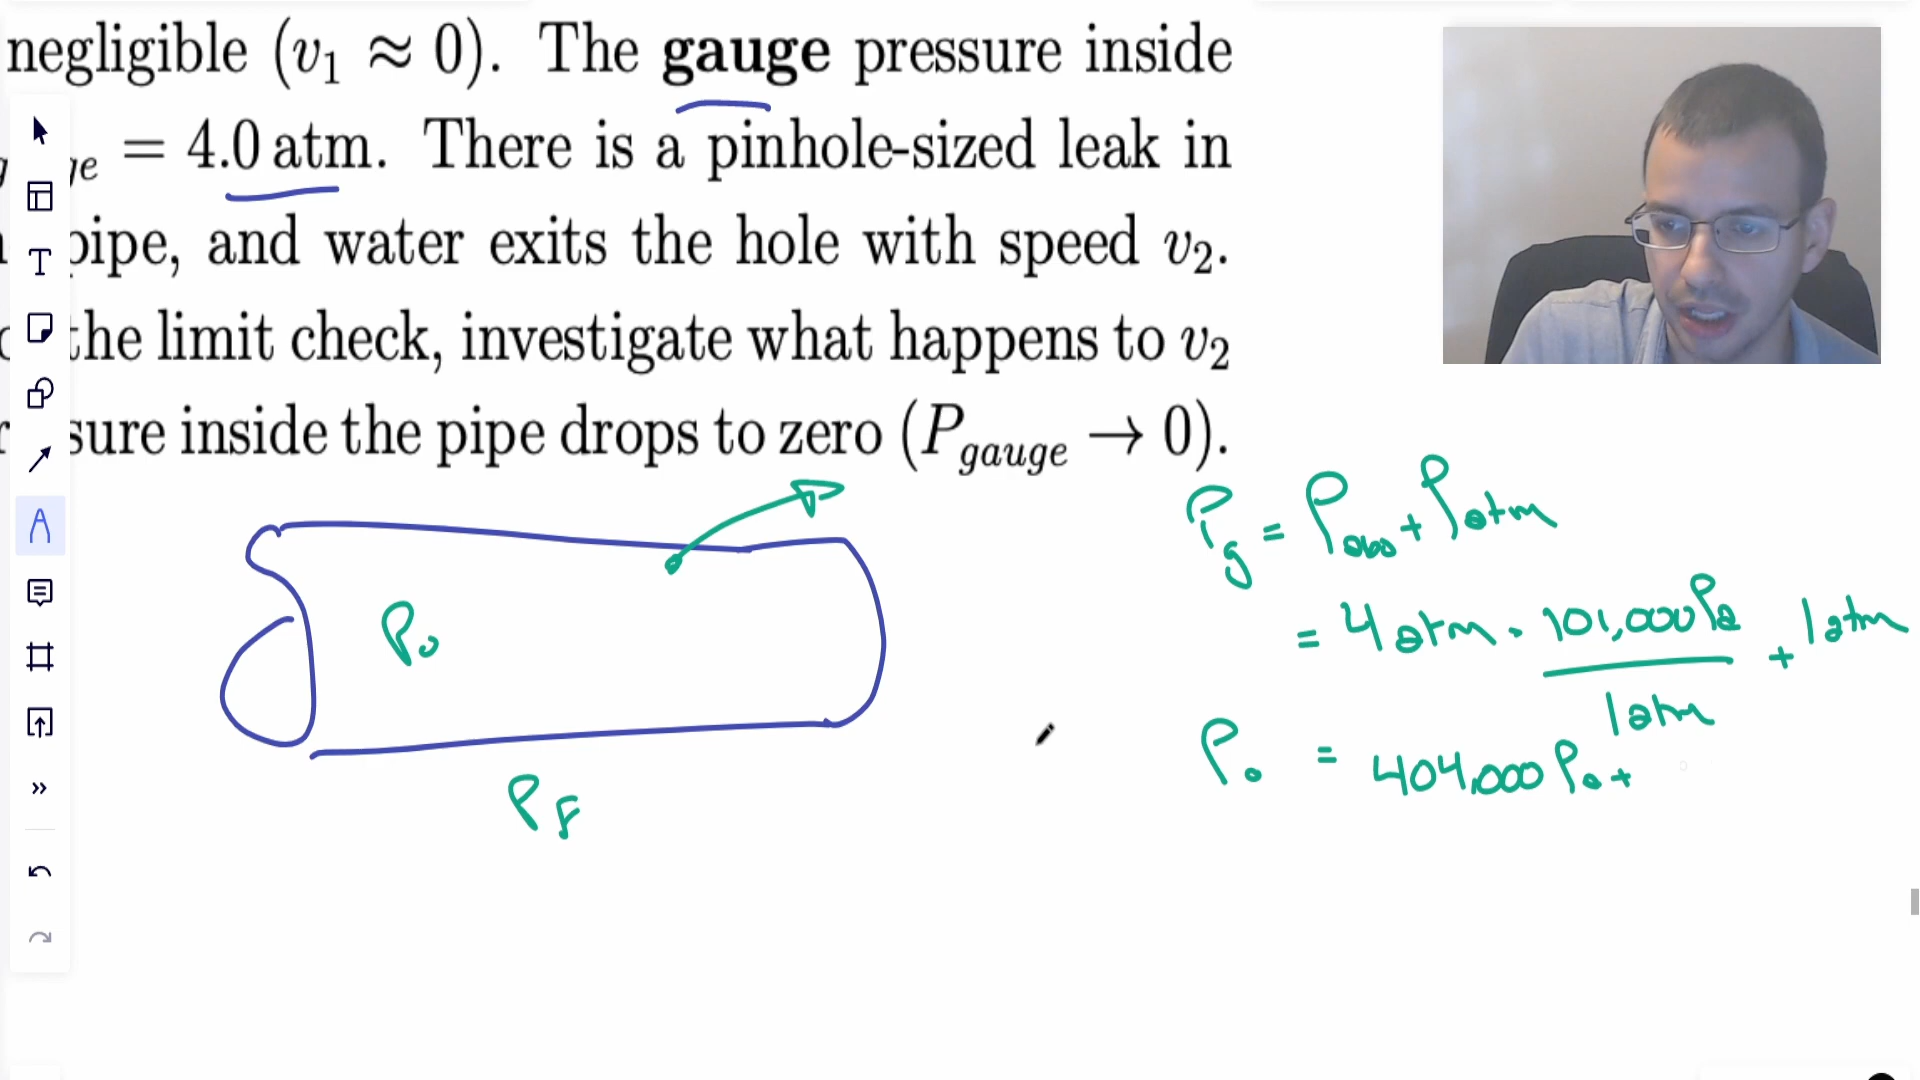 negligible (v₁ ≈ 0). The gauge pressure inside
ge = 4.0 atm. There is a pinhole-sized leak in
pipe, and water exits the hole with speed v₂.
the limit check, investigate what happens to v₂
sure inside the pipe drops to zero (P_gauge → 0).
P_g = P_abs + P_atm
= 4 atm · 101,000 Pa / 1 atm + 1 atm
P₀
P₀ = 404,000 Pa +
P_F
T